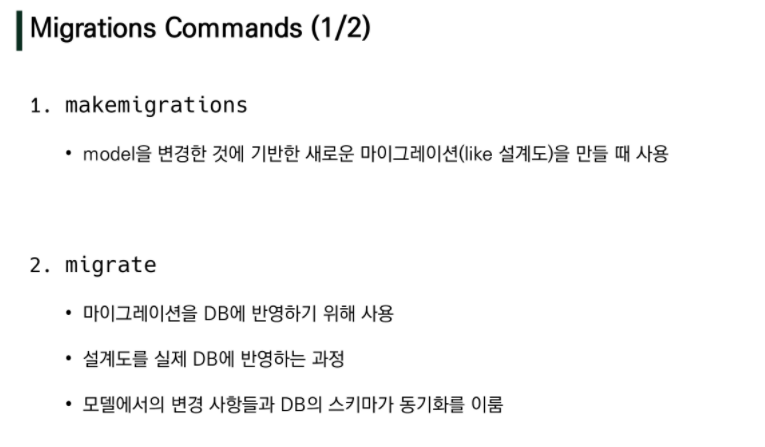 Migrations Commands (1/2)
1. makemigrations
• model을 변경한 것에 기반한 새로운 마이그레이션(like 설계도)을 만들 때 사용
2. migrate
• 마이그레이션을 DB에 반영하기 위해 사용
• 설계도를 실제 DB에 반영하는 과정
• 모델에서의 변경 사항들과 DB의 스키마가 동기화를 이룸